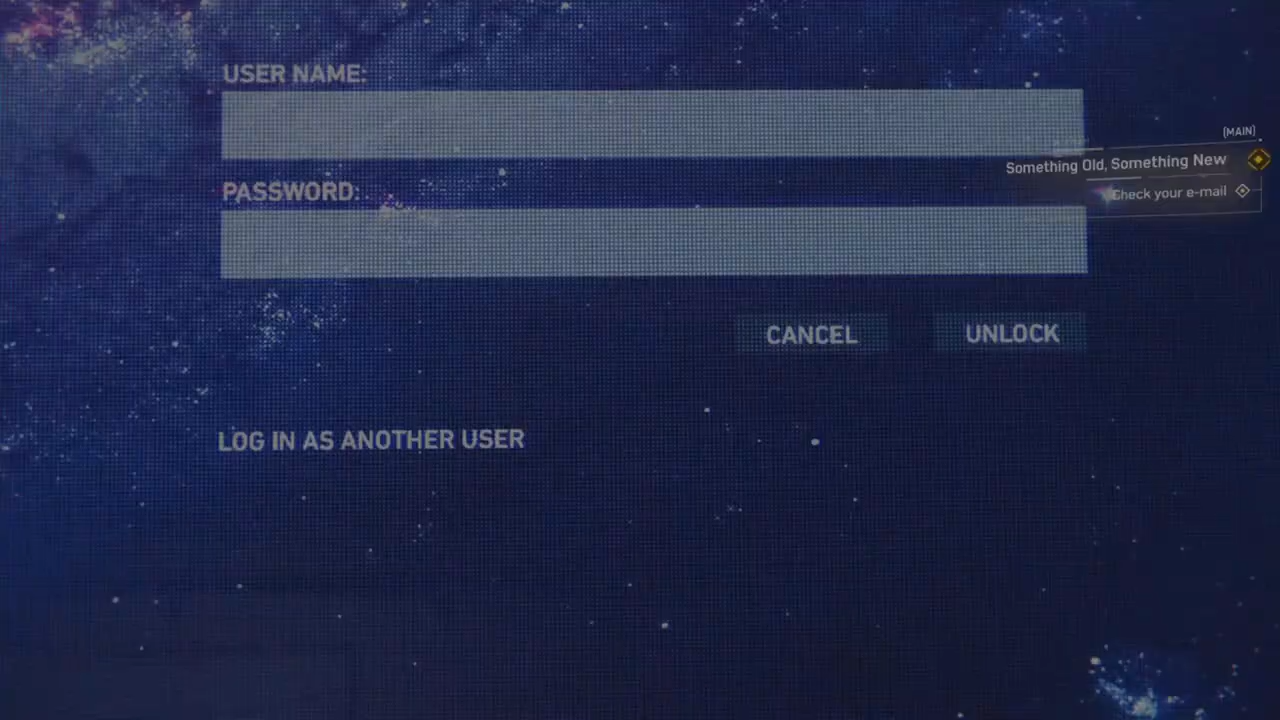 USER NAME:
(MAIN)
Something Old, Something New
PASSWORD:
Check your e-mail
CANCEL
UNLOCK
LOG IN AS ANOTHER USER